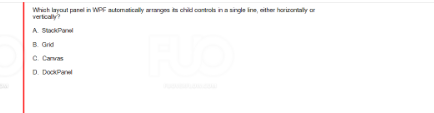 Which layout panel in WPF automatically arranges its child controls in a single line, either horizontally or
vertically?
A. StackPanel
B. Grid
C. Canvas
D. DockPanel
FUO